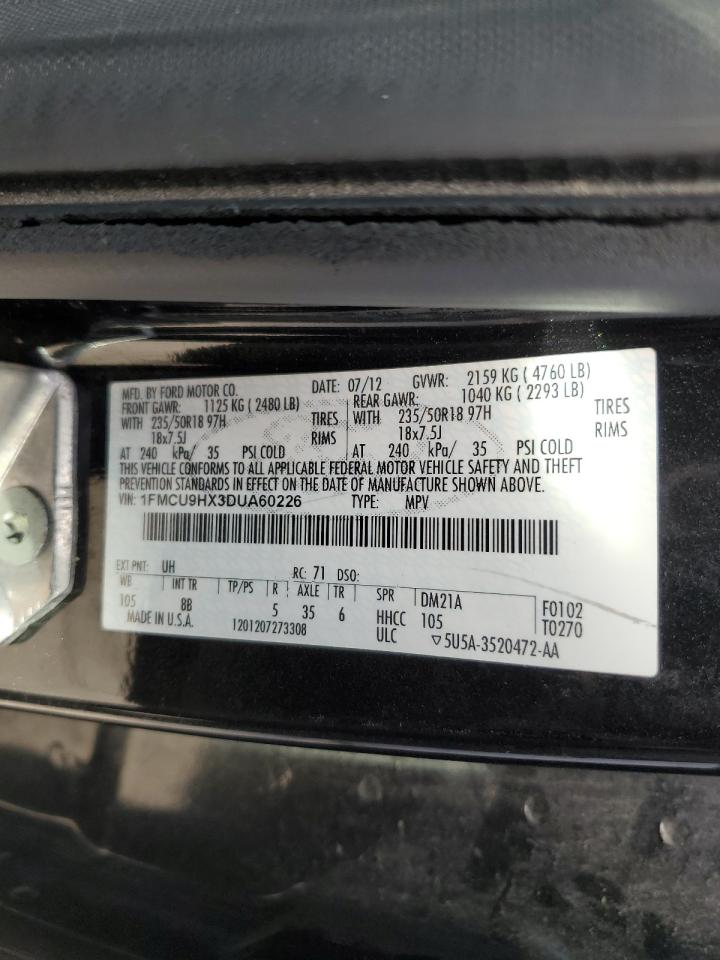 MFD. BY FORD MOTOR CO. DATE: 07/12 GVWR: 2159 KG ( 4760 LB)
FRONT GAWR: 1125 KG ( 2480 LB) REAR GAWR: 1040 KG ( 2293 LB)
WITH 235/50R18 97H TIRES WITH 235/50R18 97H TIRES
18x7.5J RIMS 18x7.5J RIMS
AT 240 kPa/ 35 PSI COLD AT 240 kPa/ 35 PSI COLD
THIS VEHICLE CONFORMS TO ALL APPLICABLE FEDERAL MOTOR VEHICLE SAFETY AND THEFT
PREVENTION STANDARDS IN EFFECT ON THE DATE OF MANUFACTURE SHOWN ABOVE.
VIN: 1FMCU9HX3DUA60226 TYPE: MPV
EXT PNT: UH RC: 71 DSO:
WB INT TR TP/PS R AXLE TR SPR DM21A F0102
105 8B 5 35 6 HHCC 105 T0270
MADE IN U.S.A. 1201207273308 ULC ▽5U5A-3520472-AA